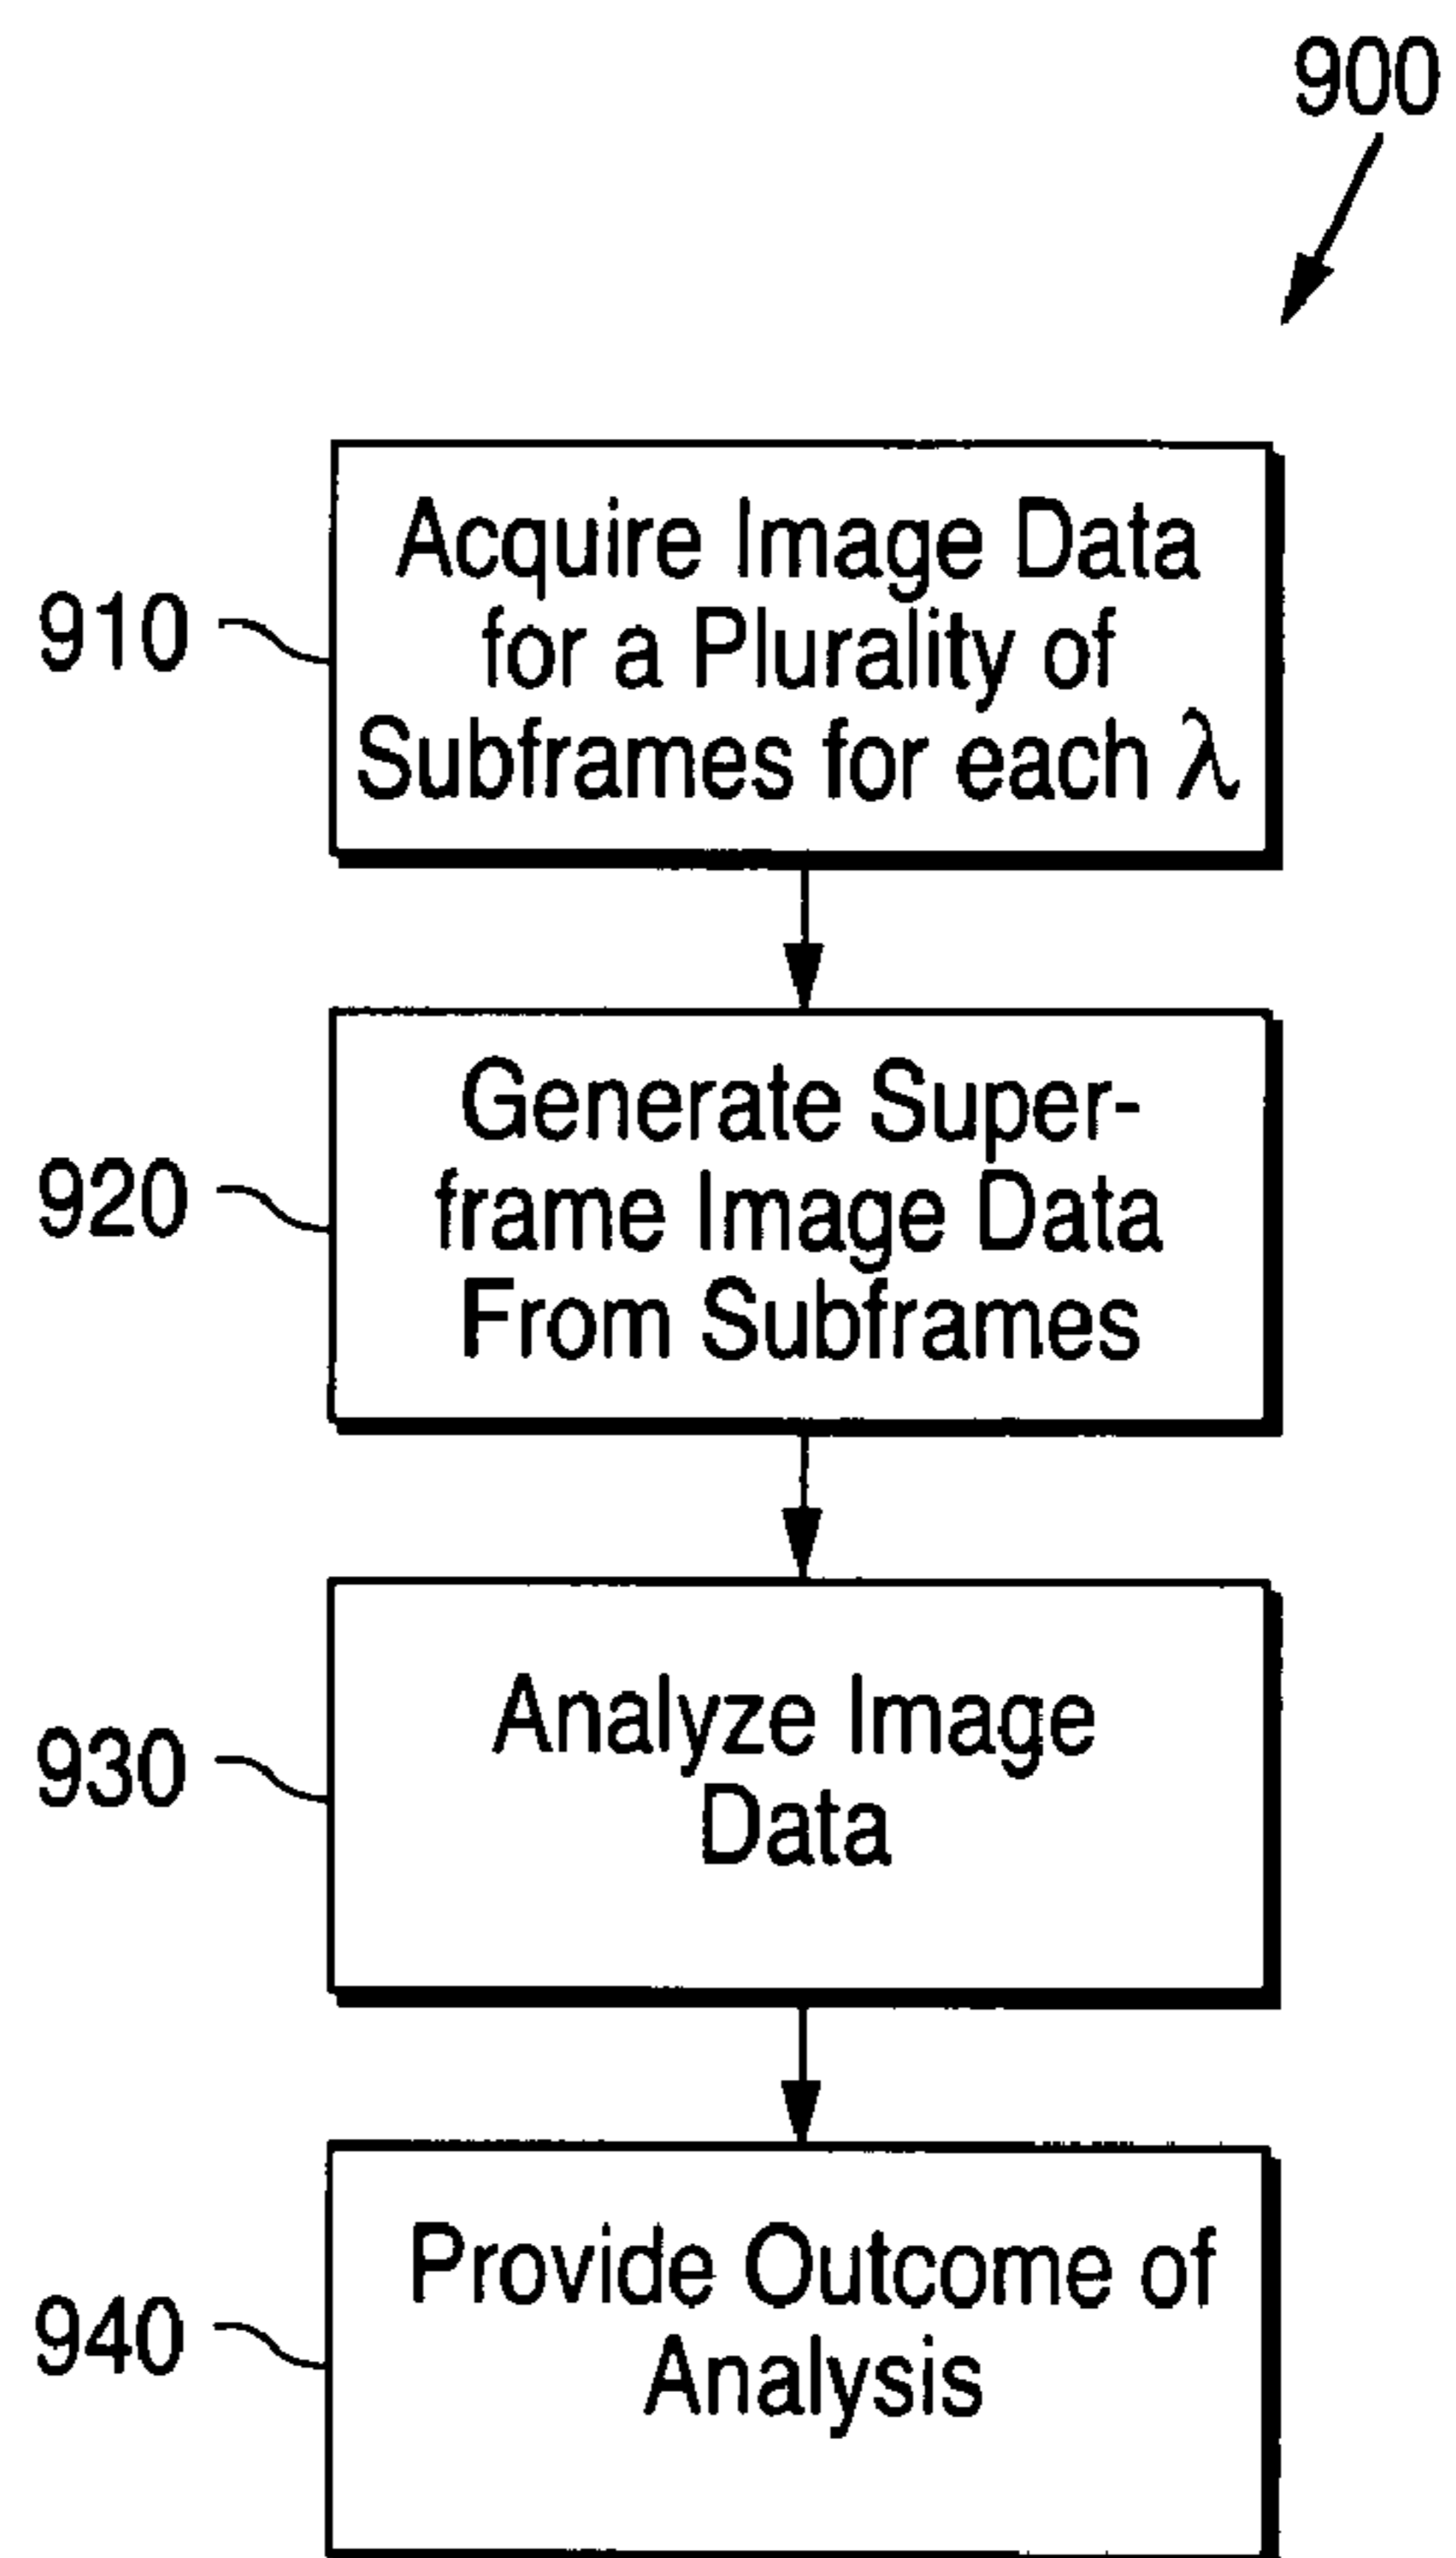 900
910
Acquire Image Data
for a Plurality of
Subframes for each λ
920
Generate Super-
frame Image Data
From Subframes
930
Analyze Image
Data
940
Provide Outcome of
Analysis